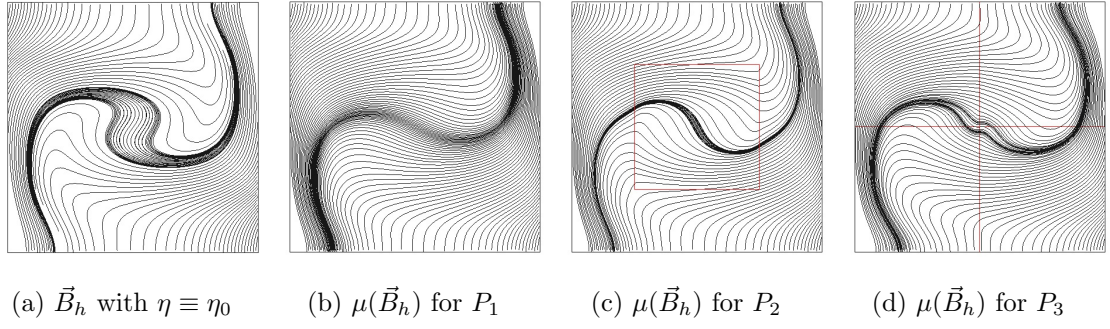 (a) $\vec{B}_h$ with $\eta \equiv \eta_0$
(b) $\mu(\vec{B}_h)$ for $P_1$
(c) $\mu(\vec{B}_h)$ for $P_2$
(d) $\mu(\vec{B}_h)$ for $P_3$